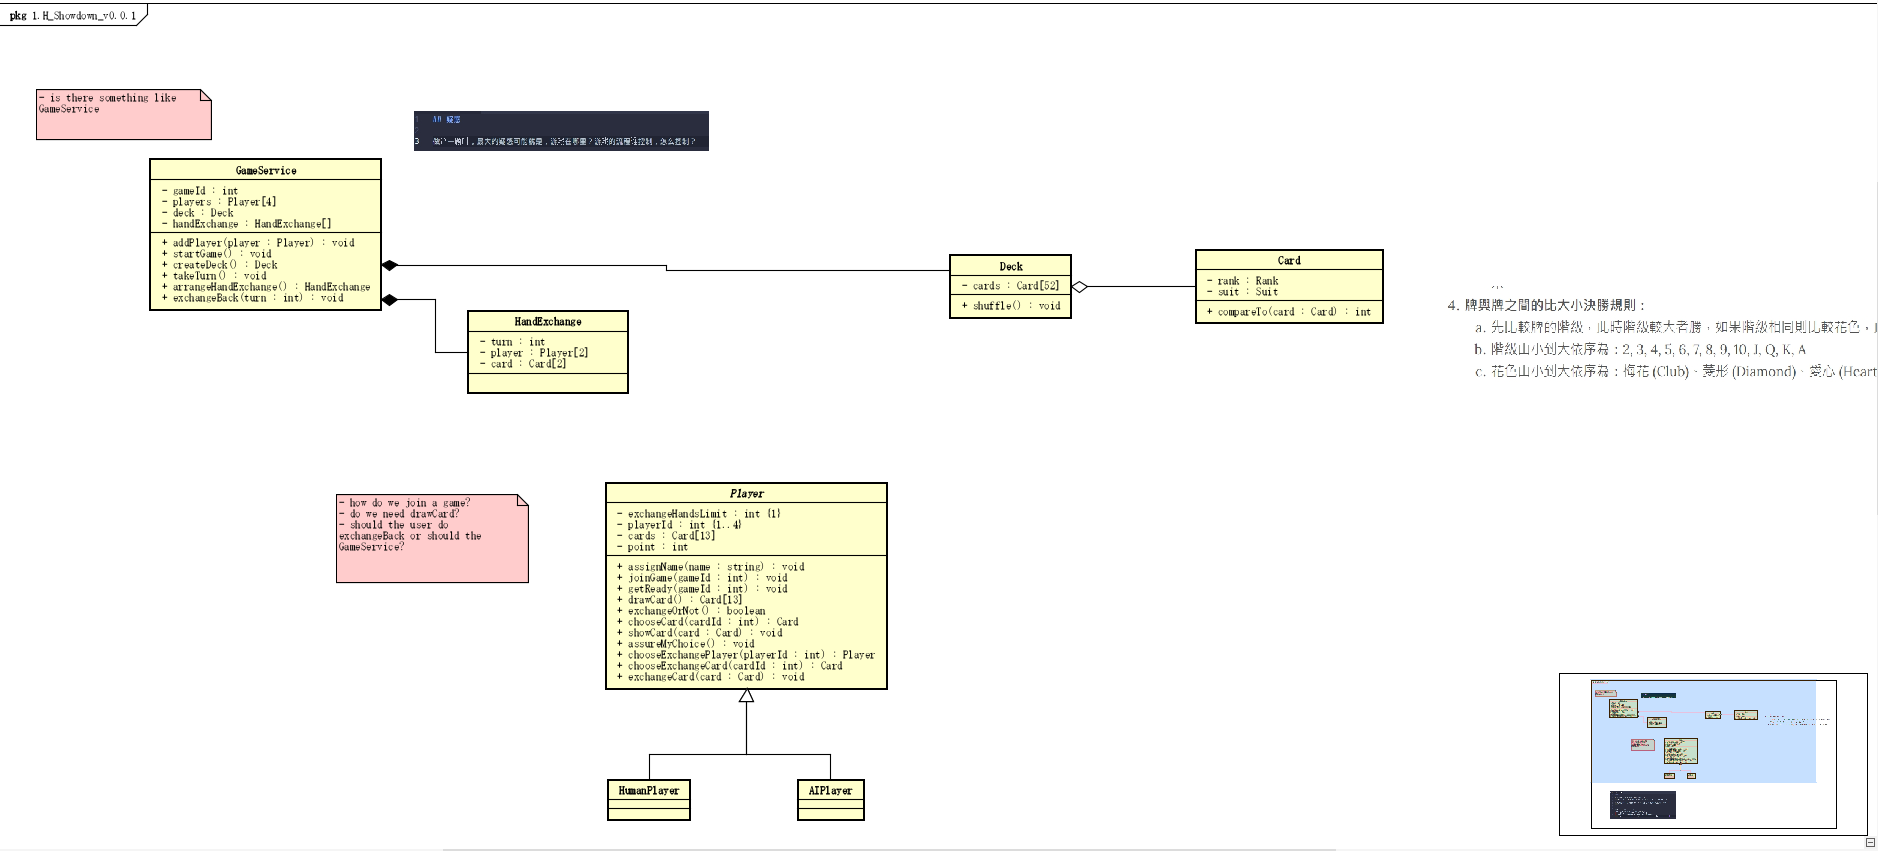 pkg 1.H_Showdown_v0.0.1
- is there something like
GameService
GameService
- gameId : int
- players : Player[4]
- deck : Deck
- handExchange : HandExchange[]
+ addPlayer(player : Player) : void
+ startGame() : void
+ createDeck() : Deck
+ takeTurn() : void
+ arrangeHandExchange() : HandExchange
+ exchangeBack(turn : int) : void
HandExchange
- turn : int
- player : Player[2]
- card : Card[2]
Deck
- cards : Card[52]
+ shuffle() : void
Card
- rank : Rank
- suit : Suit
+ compareTo(card : Card) : int
4. 牌與牌之間的比大小決勝規則：
a. 先比較牌的階級，此時階級較大者勝，如果階級相同則比較花色，
b. 階級由小到大依序為：2, 3, 4, 5, 6, 7, 8, 9, 10, J, Q, K, A
c. 花色由小到大依序為：梅花 (Club)、菱形 (Diamond)、愛心 (Heart
- how do we join a game?
- do we need drawCard?
- should the user do
exchangeBack or should the
GameService?
Player
- exchangeHandsLimit : int {1}
- playerId : int {1..4}
- cards : Card[13]
- point : int
+ assignName(name : string) : void
+ joinGame(gameId : int) : void
+ getReady(gameId : int) : void
+ drawCard() : Card[13]
+ exchangeOrNot() : boolean
+ chooseCard(cardId : int) : Card
+ showCard(card : Card) : void
+ assureMyChoice() : void
+ chooseExchangePlayer(playerId : int) : Player
+ chooseExchangeCard(cardId : int) : Card
+ exchangeCard(card : Card) : void
HumanPlayer
AIPlayer